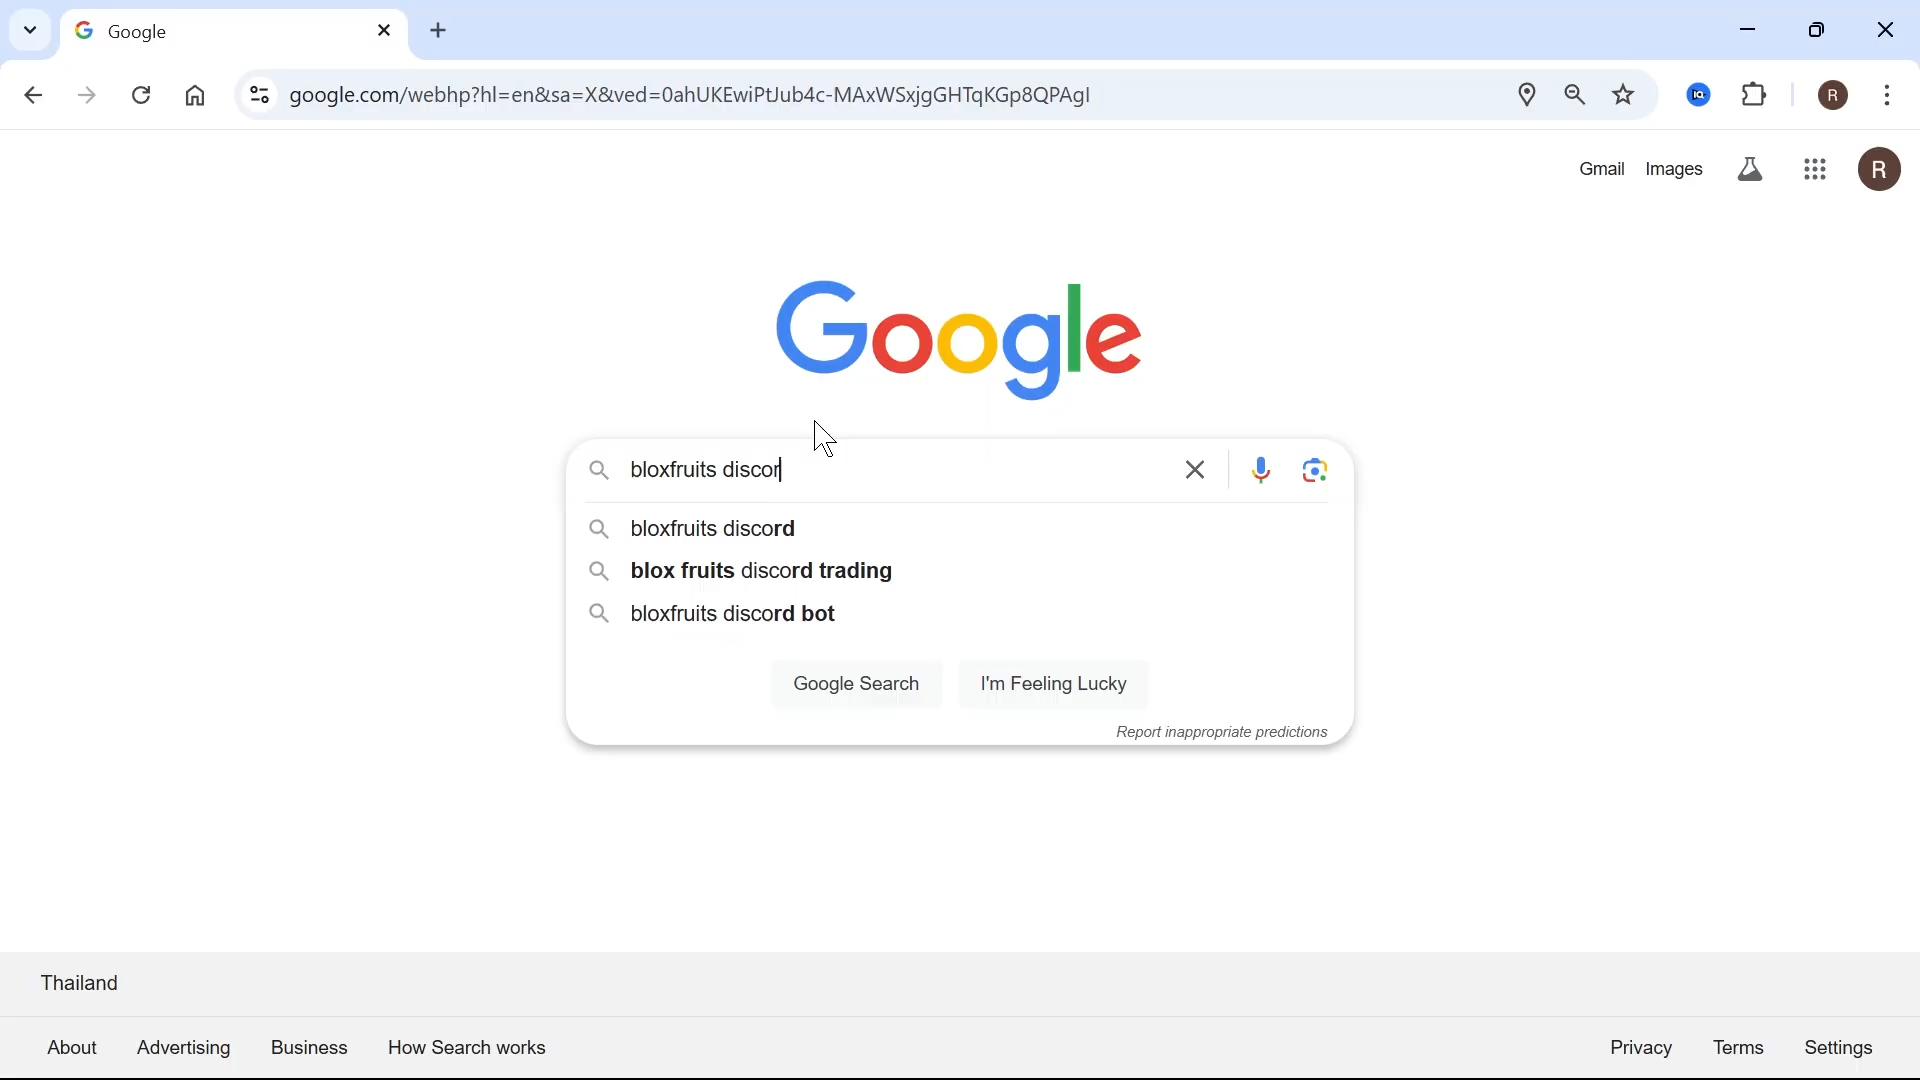 Google
google.com/webhp?hl=en&sa=X&ved=0ahUKEwiPtJub4c-MAxWSxjgGHTqKGp8QPAgI
R
Gmail Images R
Google
bloxfruits discor
bloxfruits discord
blox fruits discord trading
bloxfruits discord bot
Google Search I'm Feeling Lucky
Report inappropriate predictions
Thailand
About Advertising Business How Search works Privacy Terms Settings